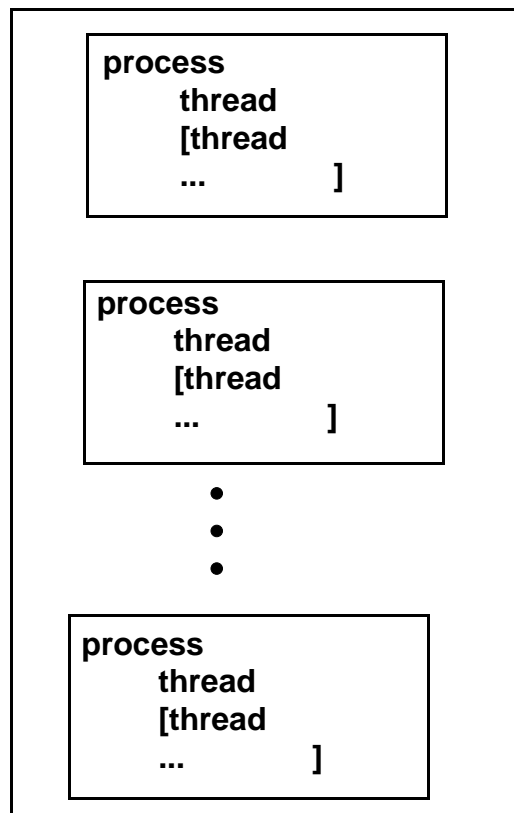 process
thread
[thread
... ]
process
thread
[thread
... ]
process
thread
[thread
... ]